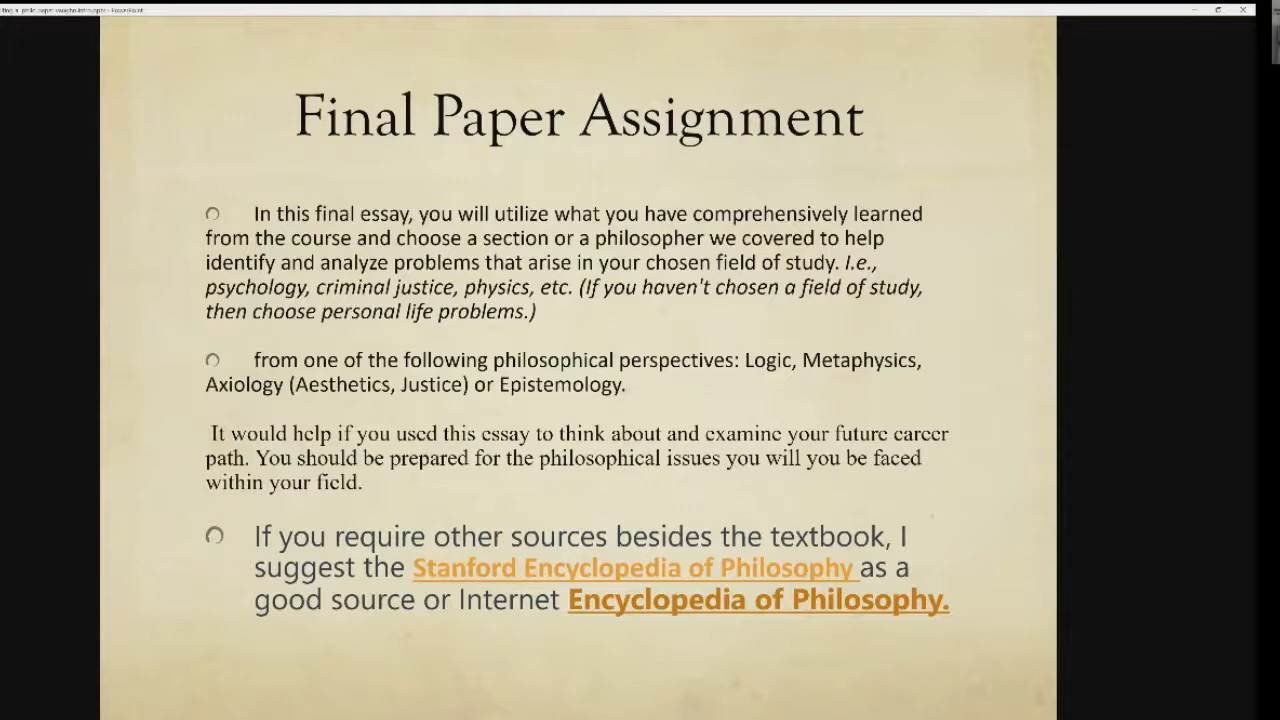 Final Paper Assignment
In this final essay, you will utilize what you have comprehensively learned
from the course and choose a section or a philosopher we covered to help
identify and analyze problems that arise in your chosen field of study. I.e.,
psychology, criminal justice, physics, etc. (If you haven't chosen a field of study,
then choose personal life problems.)
from one of the following philosophical perspectives: Logic, Metaphysics,
Axiology (Aesthetics, Justice) or Epistemology.
It would help if you used this essay to think about and examine your future career
path. You should be prepared for the philosophical issues you will you be faced
within your field.
If you require other sources besides the textbook, I
suggest the Stanford Encyclopedia of Philosophy as a
good source or Internet Encyclopedia of Philosophy.